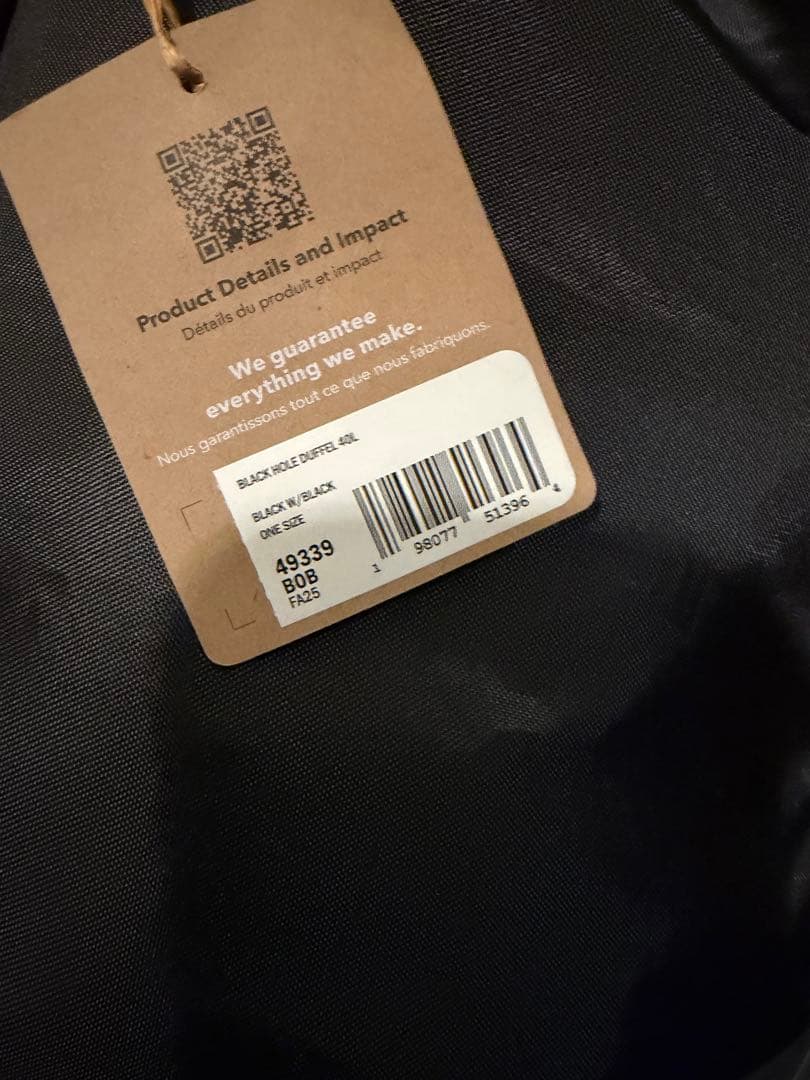 Product Details and Impact
Détails du produit et impact
We guarantee
everything we make.
Nous garantissons tout ce que nous fabriquons.
BLACK HOLE DUFFEL 40L
BLACK W/BLACK
ONE SIZE
49339
BOB
FA25
1 98077 51396 4